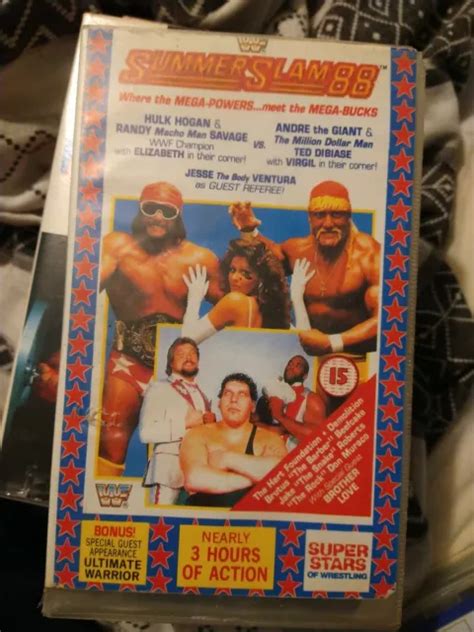 WWF
SUMMERSLAM 88™
Where the MEGA-POWERS...meet the MEGA-BUCKS
HULK HOGAN &
RANDY Macho Man SAVAGE
WWF Champion
with ELIZABETH in their corner!
VS.
ANDRE the GIANT &
The Million Dollar Man
TED DIBIASE
with VIRGIL in their corner!
JESSE The Body VENTURA
as GUEST REFEREE!
15
The Hart Foundation • Demolition
Brutus "The Barber" Beefcake
Jake "The Snake" Roberts
"The Rock" Don Muraco
With Special Guest
BROTHER
LOVE
WWF
BONUS!
SPECIAL GUEST
APPEARANCE
ULTIMATE
WARRIOR
NEARLY
3 HOURS
OF ACTION
SUPER
STARS
OF WRESTLING